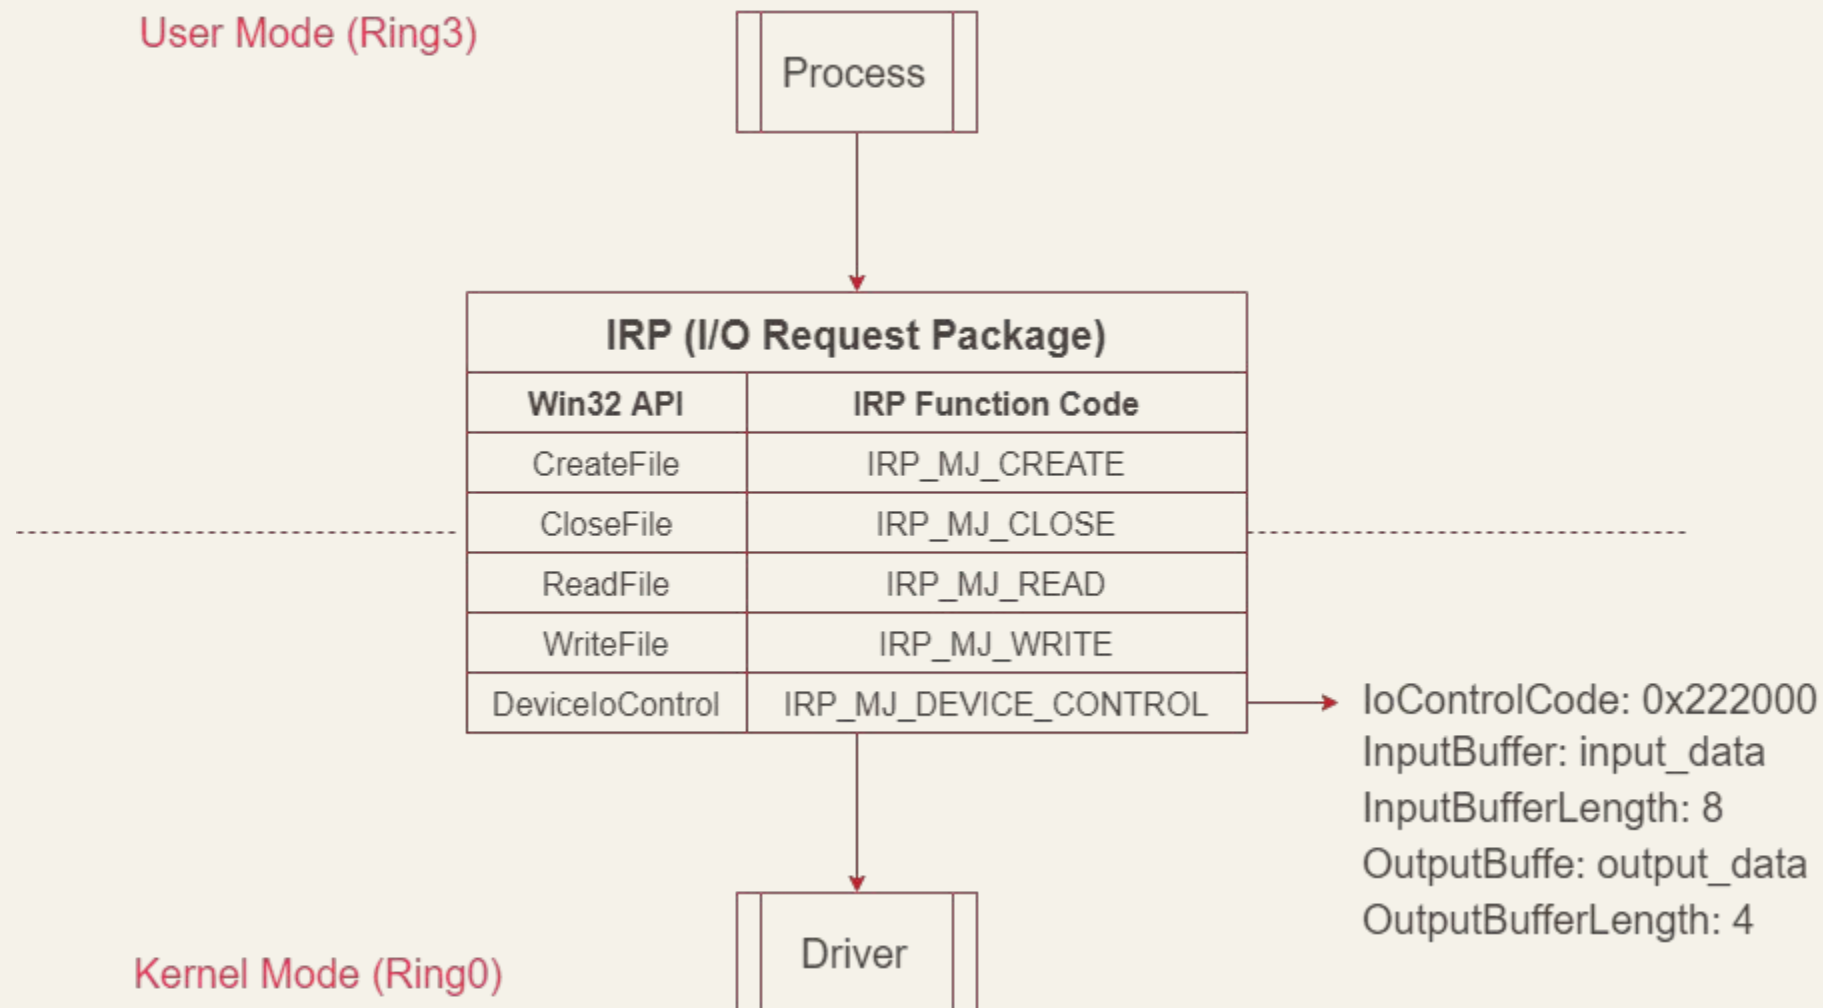 User Mode (Ring3)
Process
IRP (I/O Request Package)
Win32 API IRP Function Code
CreateFile IRP_MJ_CREATE
CloseFile IRP_MJ_CLOSE
ReadFile IRP_MJ_READ
WriteFile IRP_MJ_WRITE
DeviceIoControl IRP_MJ_DEVICE_CONTROL
IoControlCode: 0x222000
InputBuffer: input_data
InputBufferLength: 8
OutputBuffe: output_data
OutputBufferLength: 4
Driver
Kernel Mode (Ring0)